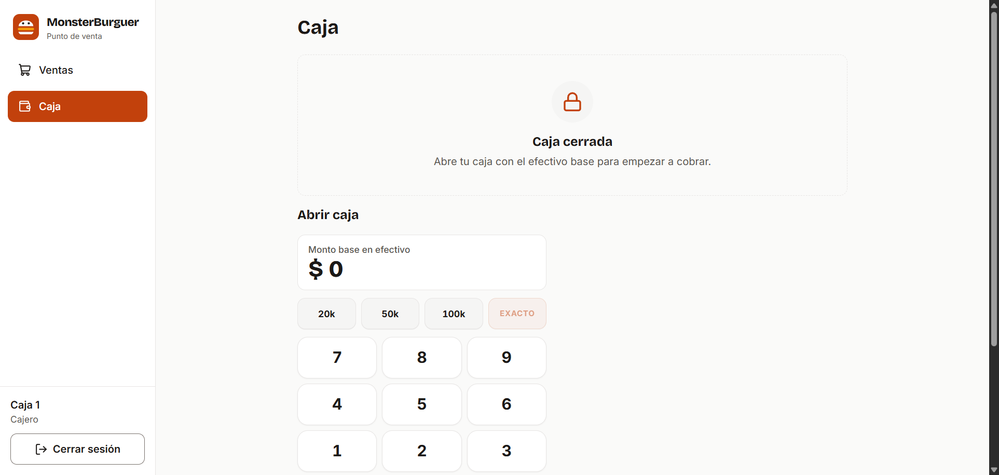 MonsterBurguer
Punto de venta
Ventas
Caja
Caja 1
Cajero
Cerrar sesión
Caja
Caja cerrada
Abre tu caja con el efectivo base para empezar a cobrar.
Abrir caja
Monto base en efectivo
$ 0
20k 50k 100k EXACTO
7 8 9
4 5 6
1 2 3